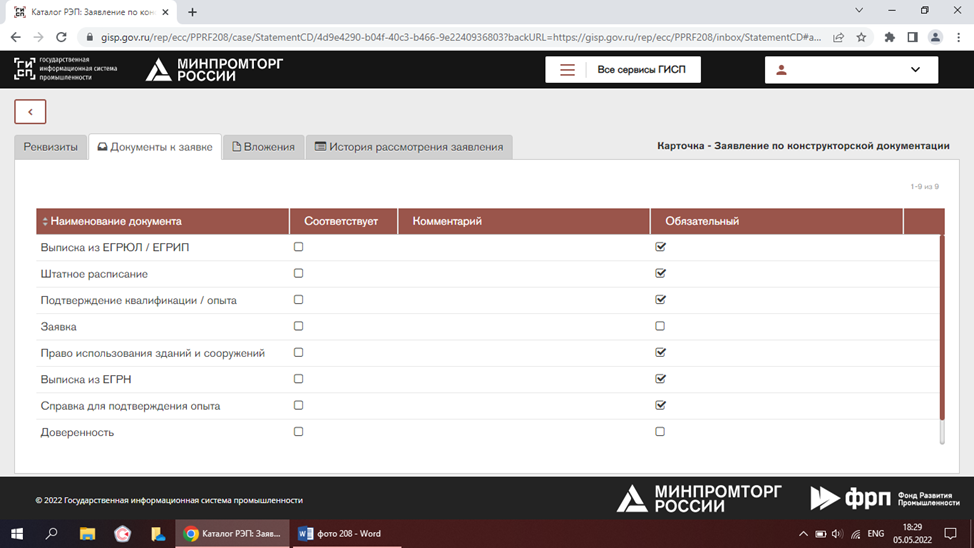 Каталог РЭП: Заявление по кон
gisp.gov.ru/rep/ecc/PPRF208/case/StatementCD/4d9e4290-b04f-40c3-b466-9e2240936803?backURL=https://gisp.gov.ru/rep/ecc/PPRF208/inbox/StatementCD#a...
ГИСП
государственная
информационная система
промышленности
МИНПРОМТОРГ
РОССИИ
Все сервисы ГИСП
Реквизиты
Документы к заявке
Вложения
История рассмотрения заявления
Карточка - Заявление по конструкторской документации
1-9 из 9
Наименование документа Соответствует Комментарий Обязательный
Выписка из ЕГРЮЛ / ЕГРИП
Штатное расписание
Подтверждение квалификации / опыта
Заявка
Право использования зданий и сооружений
Выписка из ЕГРН
Справка для подтверждения опыта
Доверенность
© 2022 Государственная информационная система промышленности
МИНПРОМТОРГ
РОССИИ
фрп
Фонд Развития
Промышленности
Каталог РЭП: Заяв...
фото 208 - Word
ENG
18:29
05.05.2022